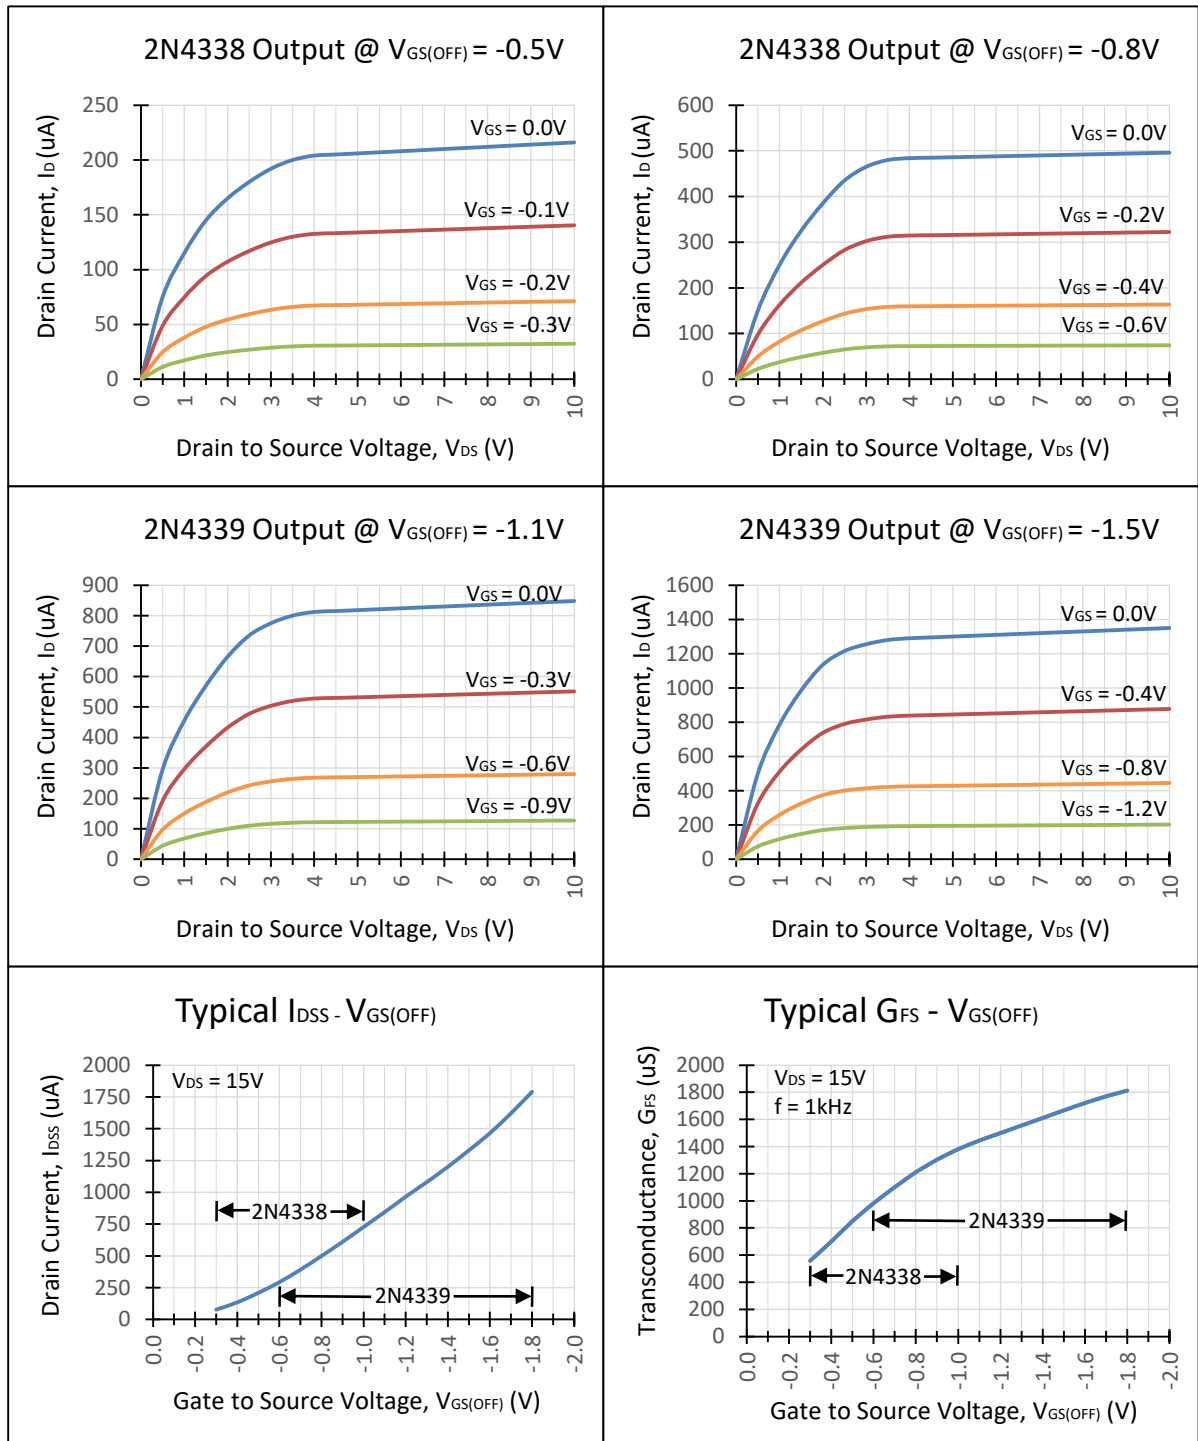 2N4338 Output @ VGS(OFF) = -0.5V
Drain Current, ID (uA)
250
200
150
100
50
0
VGS = 0.0V
VGS = -0.1V
VGS = -0.2V
VGS = -0.3V
0 1 2 3 4 5 6 7 8 9 10
Drain to Source Voltage, VDS (V)
2N4338 Output @ VGS(OFF) = -0.8V
Drain Current, ID (uA)
600
500
400
300
200
100
0
VGS = 0.0V
VGS = -0.2V
VGS = -0.4V
VGS = -0.6V
0 1 2 3 4 5 6 7 8 9 10
Drain to Source Voltage, VDS (V)
2N4339 Output @ VGS(OFF) = -1.1V
Drain Current, ID (uA)
900
800
700
600
500
400
300
200
100
0
VGS = 0.0V
VGS = -0.3V
VGS = -0.6V
VGS = -0.9V
0 1 2 3 4 5 6 7 8 9 10
Drain to Source Voltage, VDS (V)
2N4339 Output @ VGS(OFF) = -1.5V
Drain Current, ID (uA)
1600
1400
1200
1000
800
600
400
200
0
VGS = 0.0V
VGS = -0.4V
VGS = -0.8V
VGS = -1.2V
0 1 2 3 4 5 6 7 8 9 10
Drain to Source Voltage, VDS (V)
Typical IDSS - VGS(OFF)
Drain Current, IDSS (uA)
2000
1750
1500
1250
1000
750
500
250
0
VDS = 15V
2N4338
2N4339
0.0 -0.2 -0.4 -0.6 -0.8 -1.0 -1.2 -1.4 -1.6 -1.8 -2.0
Gate to Source Voltage, VGS(OFF) (V)
Typical GFS - VGS(OFF)
Transconductance, GFS (uS)
2000
1800
1600
1400
1200
1000
800
600
400
200
0
VDS = 15V
f = 1kHz
2N4339
2N4338
0.0 -0.2 -0.4 -0.6 -0.8 -1.0 -1.2 -1.4 -1.6 -1.8 -2.0
Gate to Source Voltage, VGS(OFF) (V)